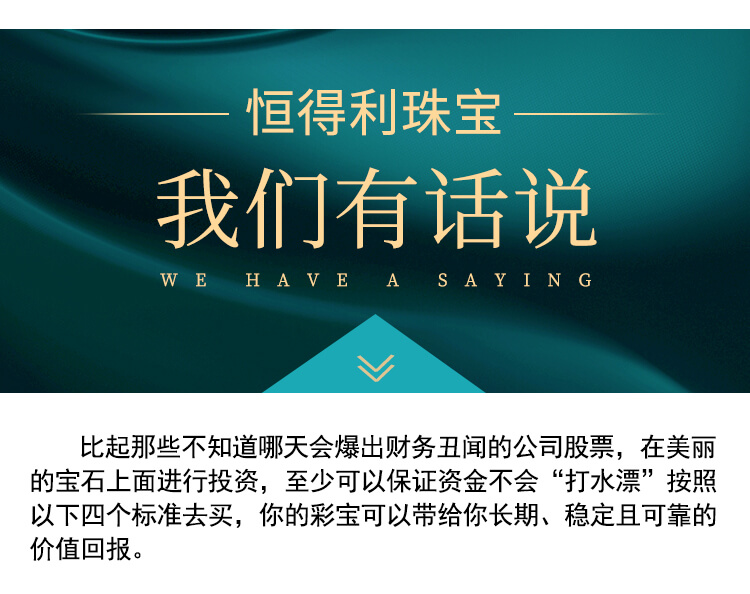 恒得利珠宝
我们有话说
WE HAVE A SAYING
比起那些不知道哪天会爆出财务丑闻的公司股票，在美丽
的宝石上面进行投资，至少可以保证资金不会“打水漂”按照
以下四个标准去买，你的彩宝可以带给你长期、稳定且可靠的
价值回报。